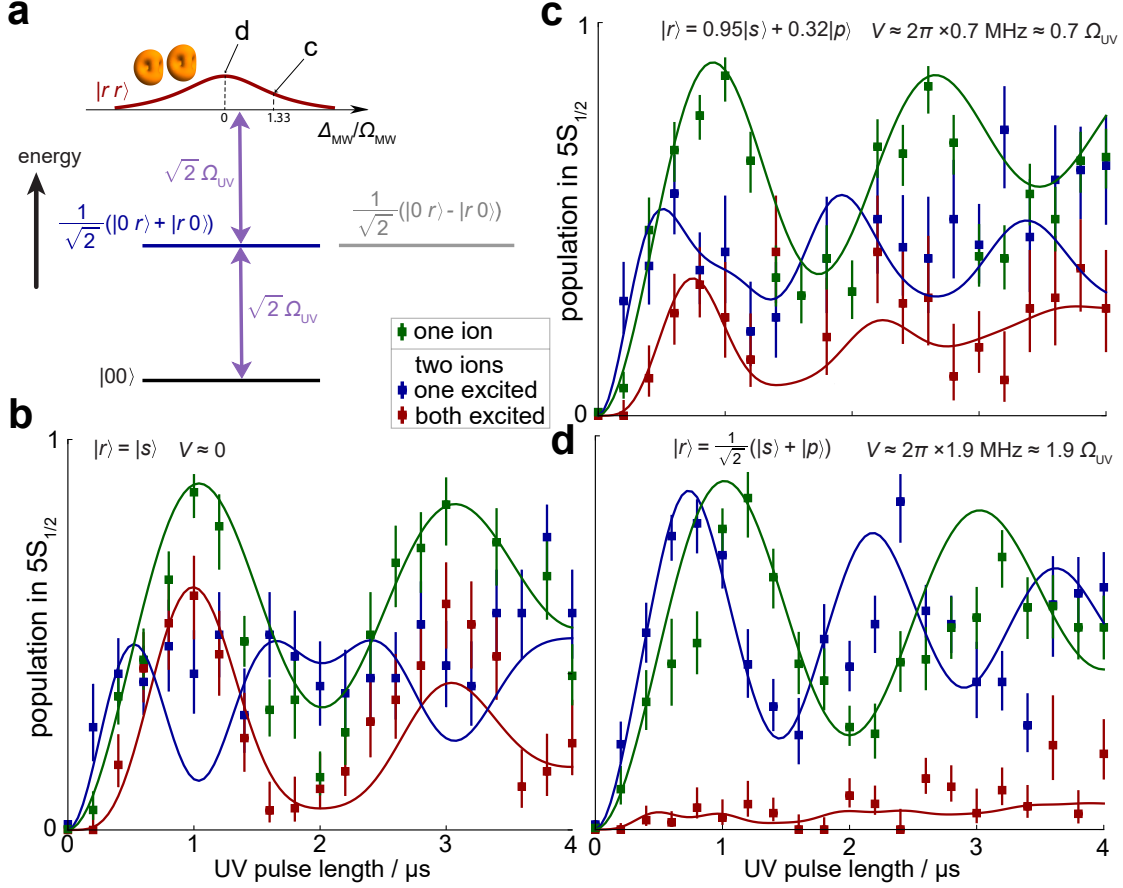 a
d
c
|r r⟩
0
1.33
Δ_MW/Ω_MW
energy
√2 Ω_UV
1/√2 (|0 r⟩ + |r 0⟩)
1/√2 (|0 r⟩ - |r 0⟩)
√2 Ω_UV
|00⟩
one ion
two ions
one excited
both excited
b
|r⟩ = |s⟩ V ≈ 0
1
0
population in 5S_1/2
0
1
2
3
4
UV pulse length / µs
c
|r⟩ = 0.95|s⟩ + 0.32|p⟩ V ≈ 2π ×0.7 MHz ≈ 0.7 Ω_UV
1
0
population in 5S_1/2
d
|r⟩ = 1/√2 (|s⟩ + |p⟩) V ≈ 2π ×1.9 MHz ≈ 1.9 Ω_UV
0
0
1
2
3
4
UV pulse length / µs